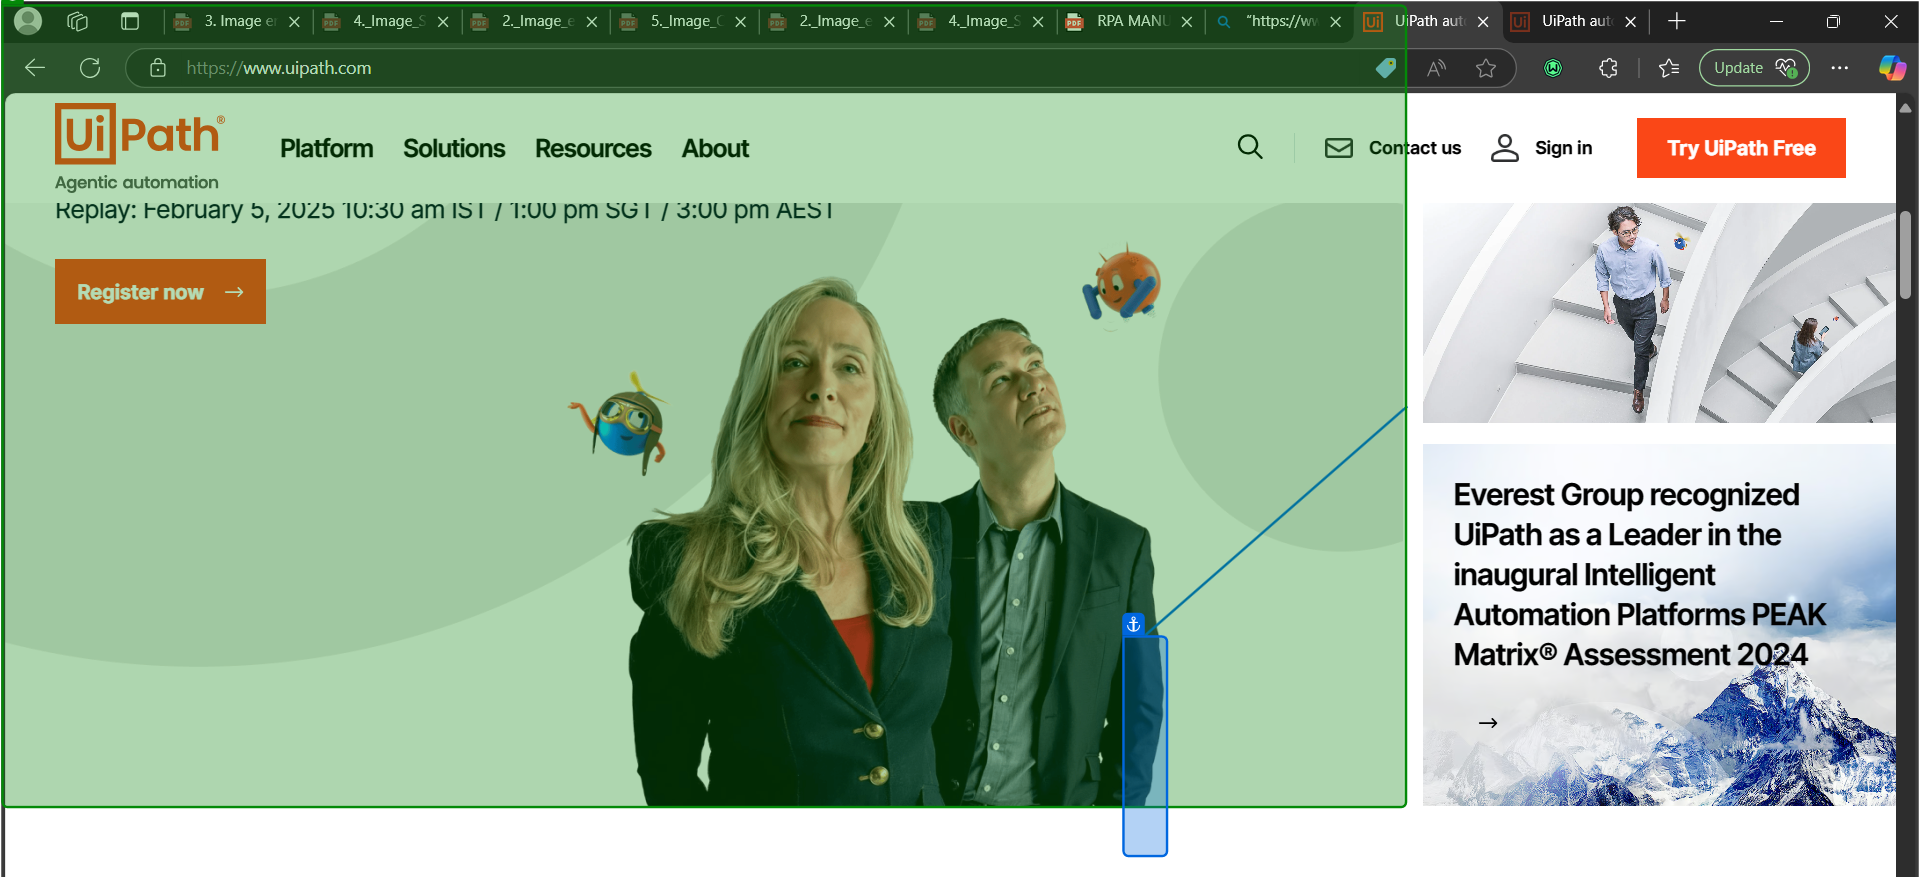 3. Image e
4._Image_S
2._Image_e
5._Image_C
2._Image_e
4._Image_S
RPA MANU
"https://ww
UiPath aut
UiPath aut
https://www.uipath.com
Update
UiPath®
Agentic automation
Platform
Solutions
Resources
About
Contact us
Sign in
Try UiPath Free
Replay: February 5, 2025 10:30 am IST / 1:00 pm SGT / 3:00 pm AEST
Register now
Everest Group recognized
UiPath as a Leader in the
inaugural Intelligent
Automation Platforms PEAK
Matrix® Assessment 2024